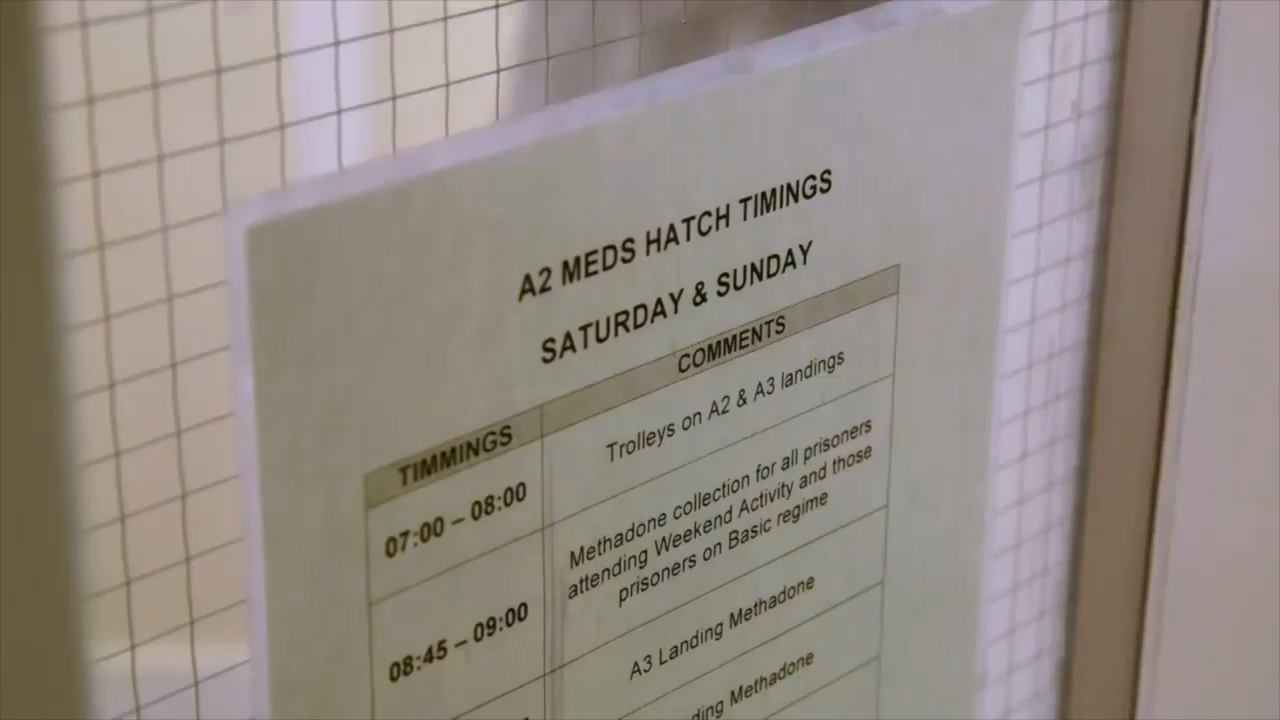 A2 MEDS HATCH TIMINGS
SATURDAY & SUNDAY
TIMMINGS COMMENTS
07:00 – 08:00 Trolleys on A2 & A3 landings
08:45 – 09:00 Methadone collection for all prisoners
attending Weekend Activity and those
prisoners on Basic regime
A3 Landing Methadone
Methadone